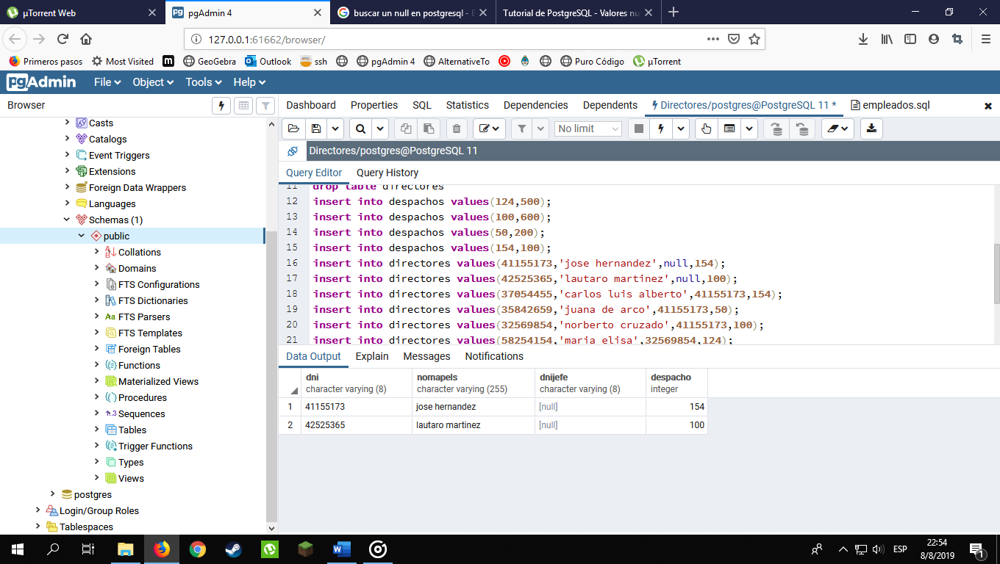 µTorrent Web
pgAdmin 4
buscar un null en postgresql - B
Tutorial de PostgreSQL - Valores nu
127.0.0.1:61662/browser/
Primeros pasos
Most Visited
m
GeoGebra
Outlook
ssh
pgAdmin 4
AlternativeTo
Puro Código
µTorrent
pgAdmin
File
Object
Tools
Help
Browser
Dashboard
Properties
SQL
Statistics
Dependencies
Dependents
Directores/postgres@PostgreSQL 11 *
empleados.sql
Casts
Catalogs
Event Triggers
Extensions
Foreign Data Wrappers
Languages
Schemas (1)
public
Collations
Domains
FTS Configurations
FTS Dictionaries
Aa FTS Parsers
FTS Templates
Foreign Tables
Functions
Materialized Views
Procedures
1..3 Sequences
Tables
Trigger Functions
Types
Views
postgres
Login/Group Roles
Tablespaces
No limit
Directores/postgres@PostgreSQL 11
Query Editor
Query History
11 drop table directores
12 insert into despachos values(124,500);
13 insert into despachos values(100,600);
14 insert into despachos values(50,200);
15 insert into despachos values(154,100);
16 insert into directores values(41155173,'jose hernandez',null,154);
17 insert into directores values(42525365,'lautaro martinez',null,100);
18 insert into directores values(37054455,'carlos luis alberto',41155173,154);
19 insert into directores values(35842659,'juana de arco',41155173,50);
20 insert into directores values(32569854,'norberto cruzado',41155173,100);
21 insert into directores values(58254154,'maria elisa',32569854,124);
Data Output
Explain
Messages
Notifications
dni character varying (8)
nomapels character varying (255)
dnijefe character varying (8)
despacho integer
1 41155173 jose hernandez [null] 154
2 42525365 lautaro martinez [null] 100
ESP
22:54
8/8/2019
1